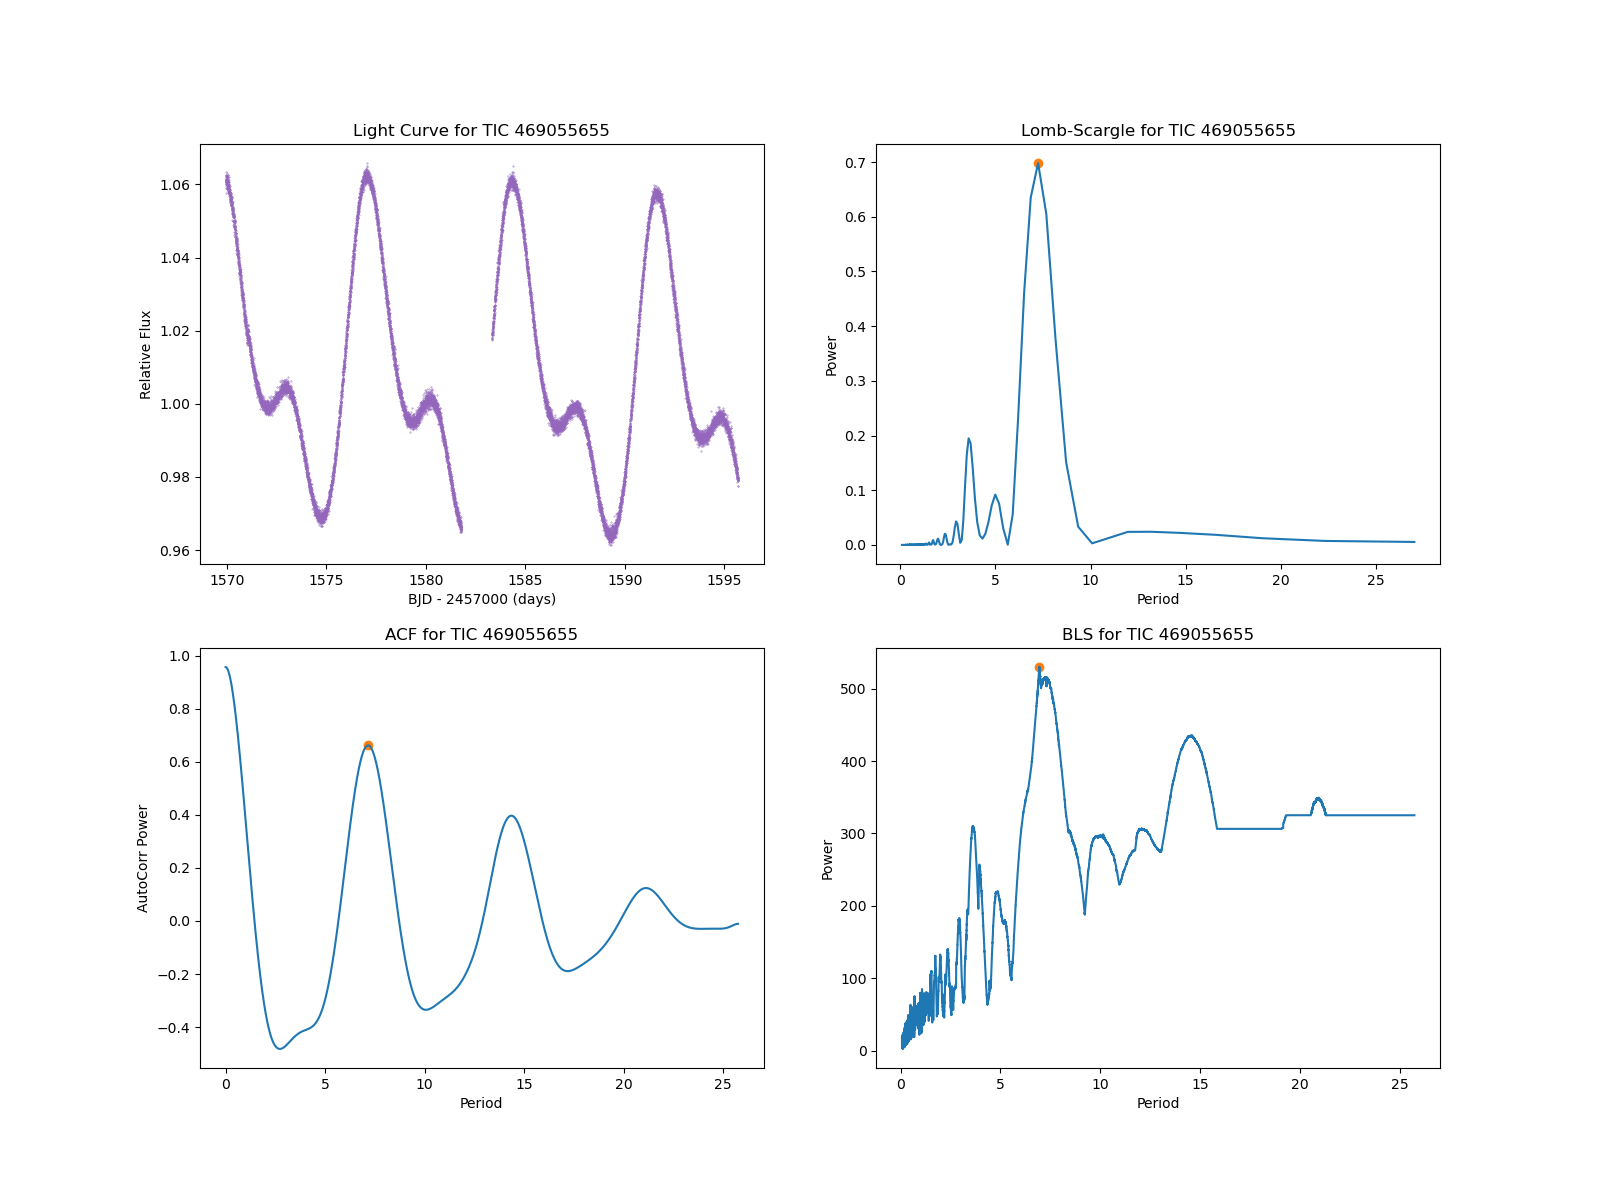 Light Curve for TIC 469055655
Relative Flux
1.06
1.04
1.02
1.00
0.98
0.96
1570 1575 1580 1585 1590 1595
BJD - 2457000 (days)
Lomb-Scargle for TIC 469055655
Power
0.7
0.6
0.5
0.4
0.3
0.2
0.1
0.0
0 5 10 15 20 25
Period
ACF for TIC 469055655
AutoCorr Power
1.0
0.8
0.6
0.4
0.2
0.0
−0.2
−0.4
0 5 10 15 20 25
Period
BLS for TIC 469055655
Power
500
400
300
200
100
0
0 5 10 15 20 25
Period